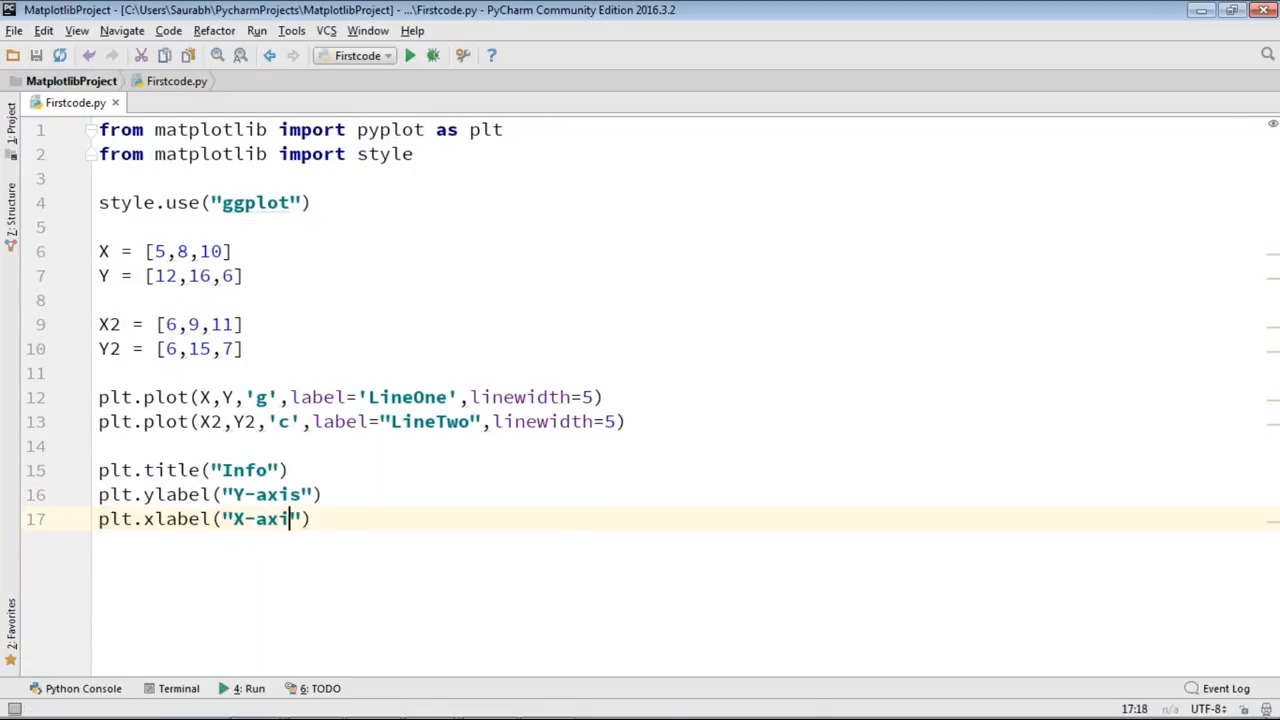 MatplotlibProject - [C:\Users\Saurabh\PycharmProjects\MatplotlibProject] - ...\Firstcode.py - PyCharm Community Edition 2016.3.2
File Edit View Navigate Code Refactor Run Tools VCS Window Help
Firstcode
MatplotlibProject Firstcode.py
Firstcode.py
1: Project
Z: Structure
2: Favorites
1 from matplotlib import pyplot as plt
2 from matplotlib import style
3
4 style.use("ggplot")
5
6 X = [5,8,10]
7 Y = [12,16,6]
8
9 X2 = [6,9,11]
10 Y2 = [6,15,7]
11
12 plt.plot(X,Y,'g',label='LineOne',linewidth=5)
13 plt.plot(X2,Y2,'c',label="LineTwo",linewidth=5)
14
15 plt.title("Info")
16 plt.ylabel("Y-axis")
17 plt.xlabel("X-axi")
Python Console Terminal 4: Run 6: TODO Event Log
17:18 n/a UTF-8